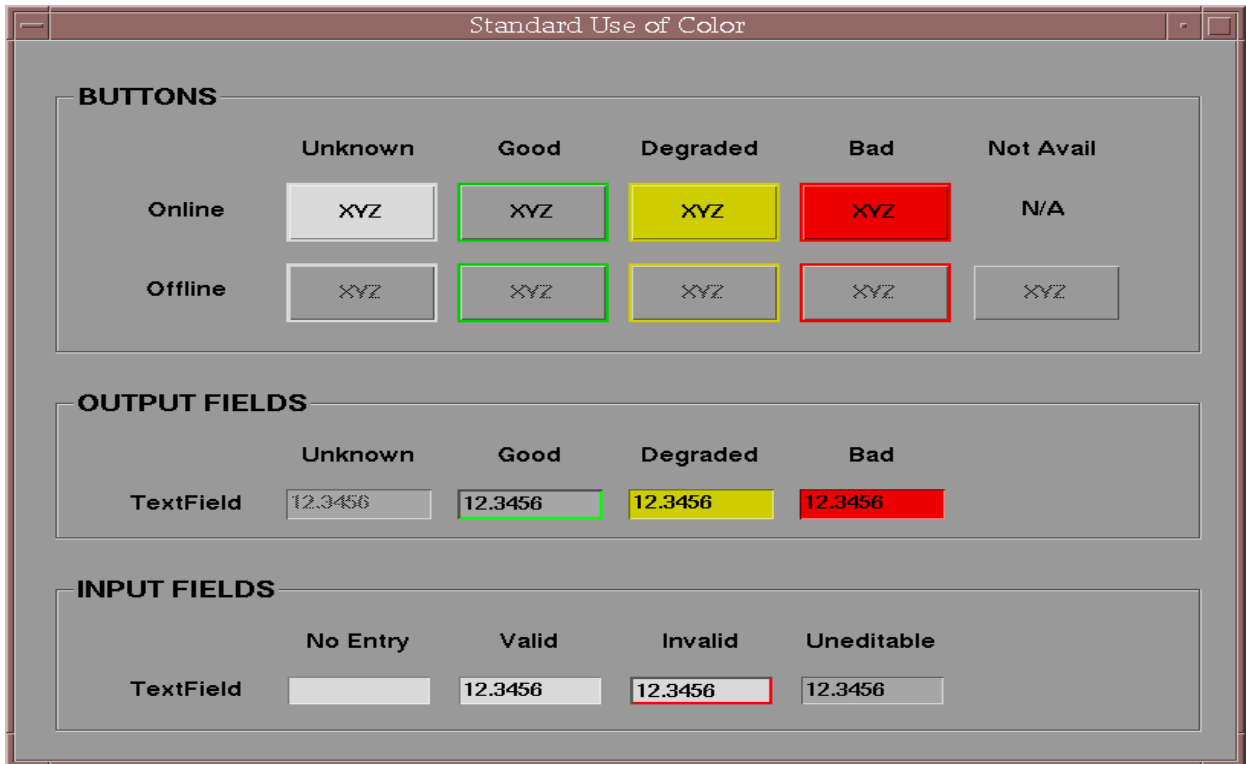 Standard Use of Color
BUTTONS
Unknown Good Degraded Bad Not Avail
Online XYZ XYZ XYZ XYZ N/A
Offline XYZ XYZ XYZ XYZ XYZ
OUTPUT FIELDS
Unknown Good Degraded Bad
TextField 12.3456 12.3456 12.3456 12.3456
INPUT FIELDS
No Entry Valid Invalid Uneditable
TextField 12.3456 12.3456 12.3456